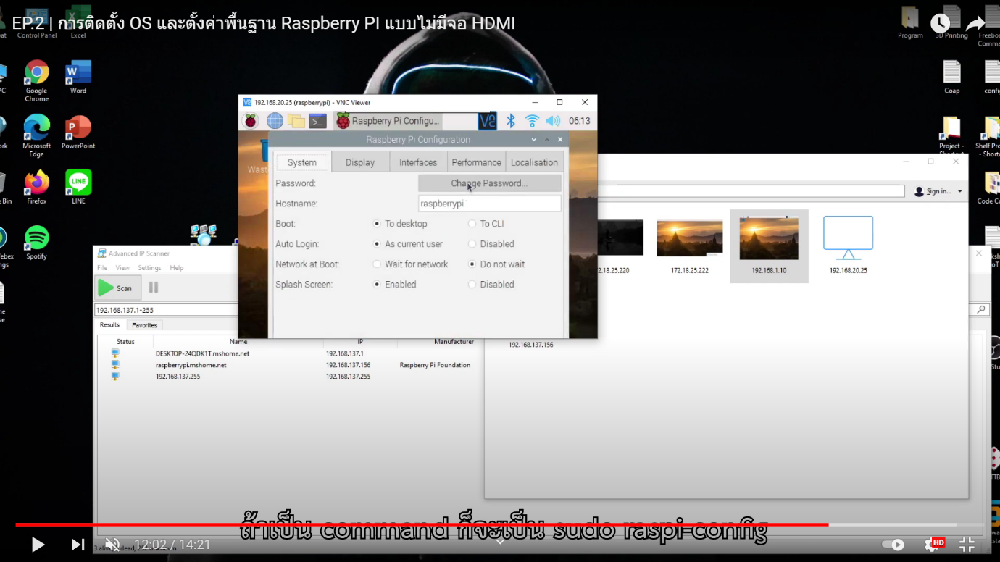 EP.2 | การติดตั้ง OS และตั้งค่าพื้นฐาน Raspberry PI แบบไม่มีจอ HDMI
Control Panel
Excel
Program
3D Printing
Google Chrome
Word
Coap
Microsoft Edge
PowerPoint
Firefox
LINE
Spotify
192.168.20.25 (raspberrypi) - VNC Viewer
Raspberry Pi Configu...
06:13
Raspberry Pi Configuration
System Display Interfaces Performance Localisation
Password: Change Password...
Hostname: raspberrypi
Boot: To desktop To CLI
Auto Login: As current user Disabled
Network at Boot: Wait for network Do not wait
Splash Screen: Enabled Disabled
Sign in...
172.18.25.222
192.168.1.10
192.168.20.25
192.168.137.156
Advanced IP Scanner
File View Settings Help
Scan
192.168.137.1-255
Results Favorites
Status Name IP Manufacturer
DESKTOP-24QDK1T.mshome.net 192.168.137.1
raspberrypi.mshome.net 192.168.137.156 Raspberry Pi Foundation
192.168.137.255 192.168.137.255
ถ้าเป็น command ก็จะเป็น sudo raspi-config
12:02 / 14:21
HD